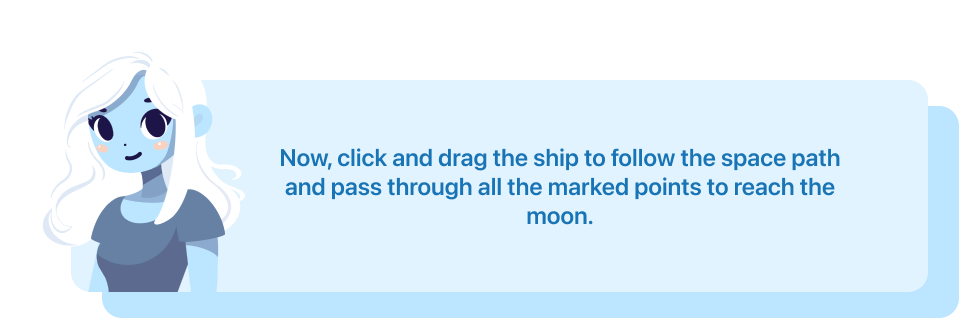 Now, click and drag the ship to follow the space path
and pass through all the marked points to reach the
moon.